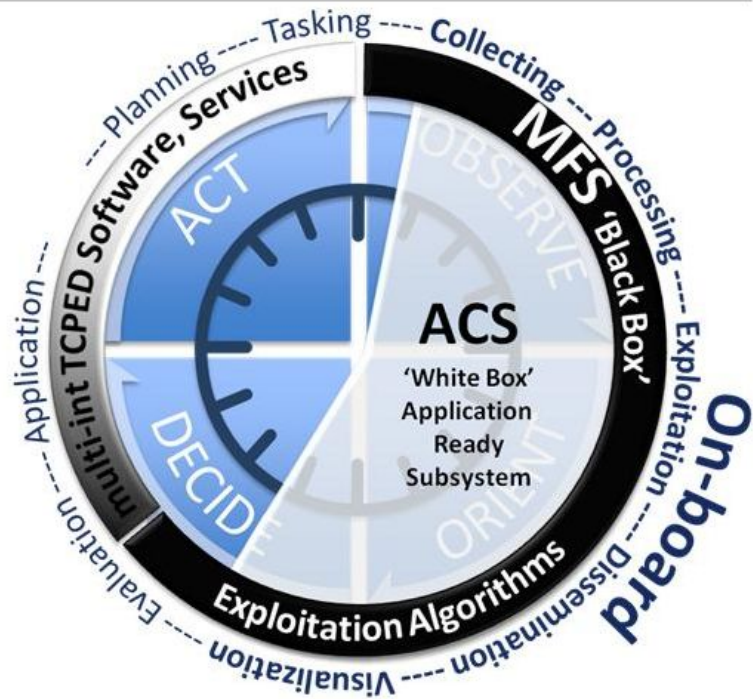 ---- Planning ---- Tasking ---- Collecting --- Processing ---- Exploitation --- Dissemination ---- Visualization ---- Evaluation ---- Application ---
On-board
multi-int TCPED Software, Services
MFS 'Black Box'
Exploitation Algorithms
OBSERVE
ORIENT
DECIDE
ACT
ACS
'White Box'
Application
Ready
Subsystem